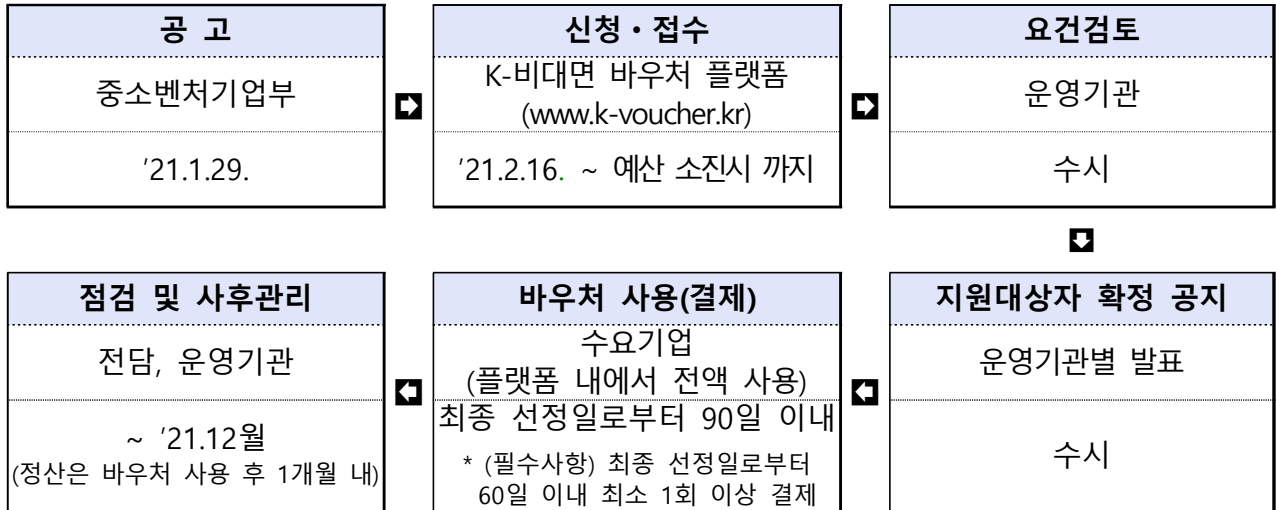 공 고
중소벤처기업부
'21.1.29.
신청・접수
K-비대면 바우처 플랫폼
(www.k-voucher.kr)
'21.2.16. ~ 예산 소진시 까지
요건검토
운영기관
수시
지원대상자 확정 공지
운영기관별 발표
수시
바우처 사용(결제)
수요기업
(플랫폼 내에서 전액 사용)
최종 선정일로부터 90일 이내
* (필수사항) 최종 선정일로부터
60일 이내 최소 1회 이상 결제
점검 및 사후관리
전담, 운영기관
~ '21.12월
(정산은 바우처 사용 후 1개월 내)